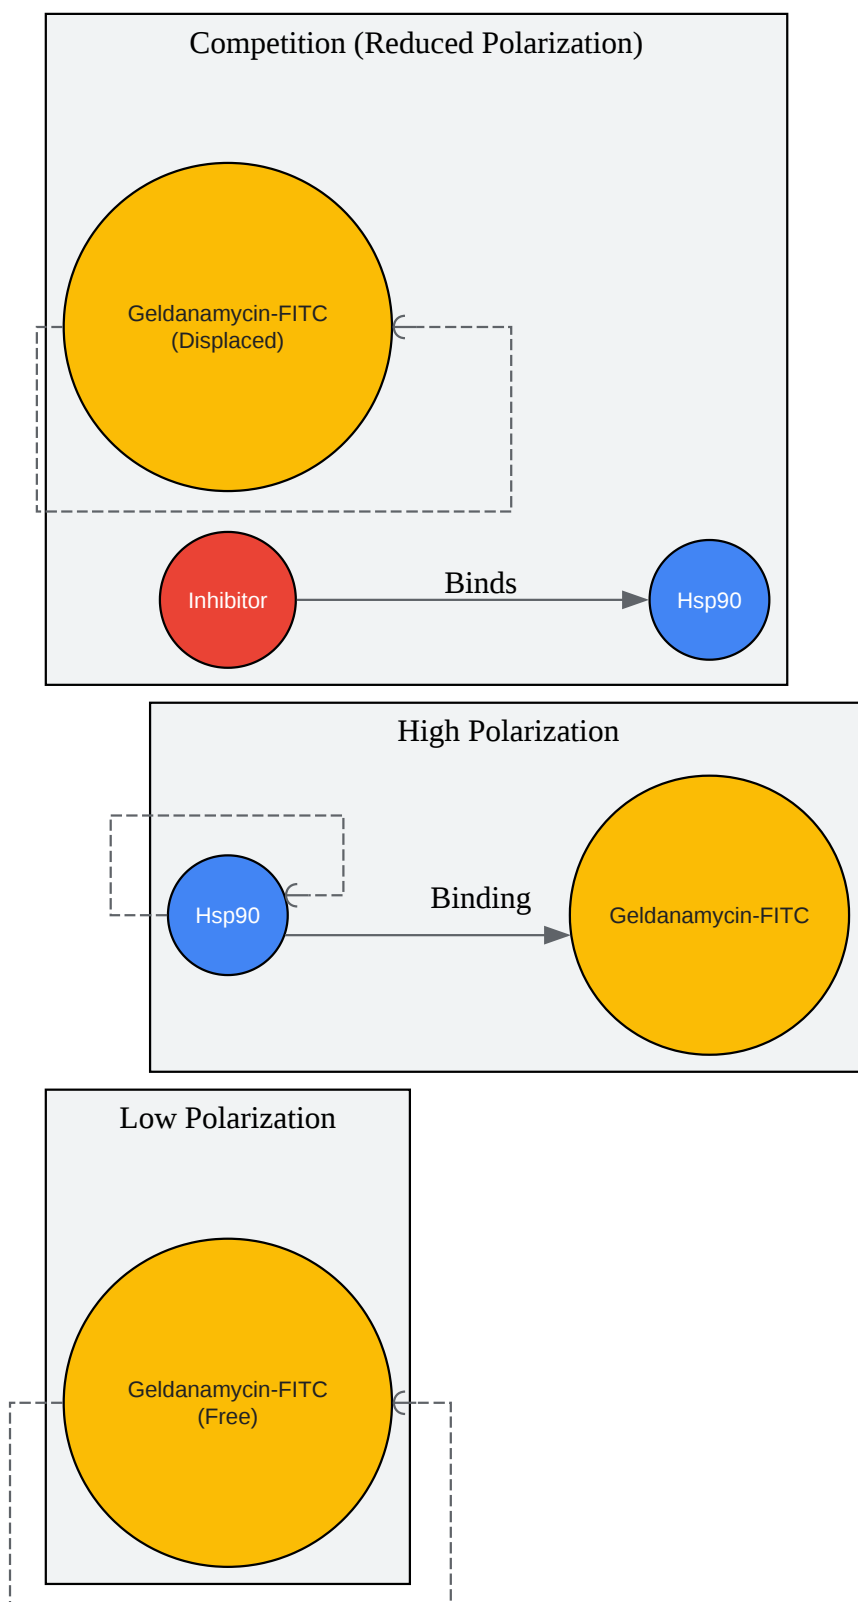 Competition (Reduced Polarization)
Geldanamycin-FITC
(Displaced)
Inhibitor
Binds
Hsp90
High Polarization
Hsp90
Binding
Geldanamycin-FITC
Low Polarization
Geldanamycin-FITC
(Free)